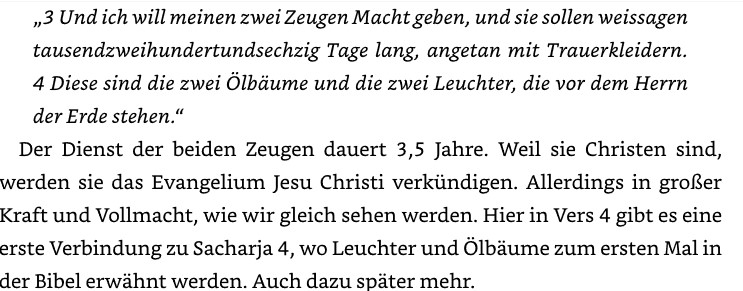 „3 Und ich will meinen zwei Zeugen Macht geben, und sie sollen weissagen
tausendzweihundertundsechzig Tage lang, angetan mit Trauerkleidern.
4 Diese sind die zwei Ölbäume und die zwei Leuchter, die vor dem Herrn
der Erde stehen.“
Der Dienst der beiden Zeugen dauert 3,5 Jahre. Weil sie Christen sind,
werden sie das Evangelium Jesu Christi verkündigen. Allerdings in großer
Kraft und Vollmacht, wie wir gleich sehen werden. Hier in Vers 4 gibt es eine
erste Verbindung zu Sacharja 4, wo Leuchter und Ölbäume zum ersten Mal in
der Bibel erwähnt werden. Auch dazu später mehr.